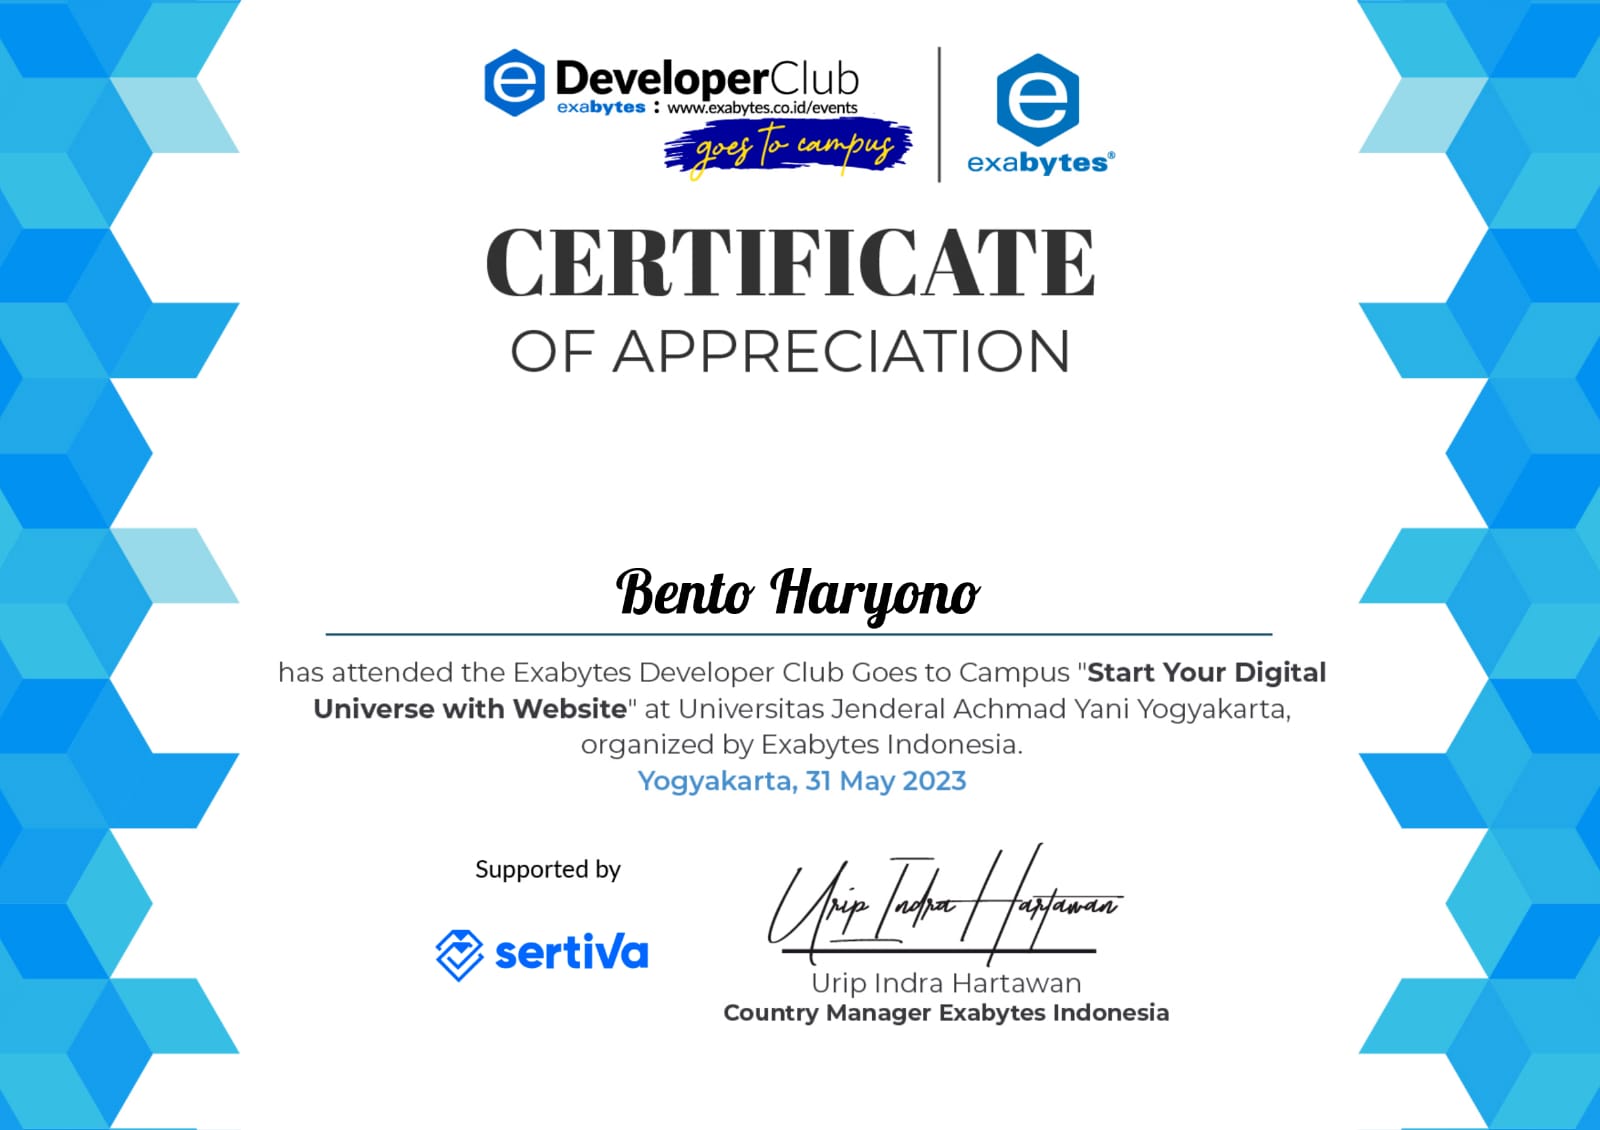 e DeveloperClub
exabytes : www.exabytes.co.id/events
goes to campus
e
exabytes®
CERTIFICATE
OF APPRECIATION
Bento Haryono
has attended the Exabytes Developer Club Goes to Campus "Start Your Digital
Universe with Website" at Universitas Jenderal Achmad Yani Yogyakarta,
organized by Exabytes Indonesia.
Yogyakarta, 31 May 2023
Supported by
sertiva
Urip Indra Hartawan
Urip Indra Hartawan
Country Manager Exabytes Indonesia